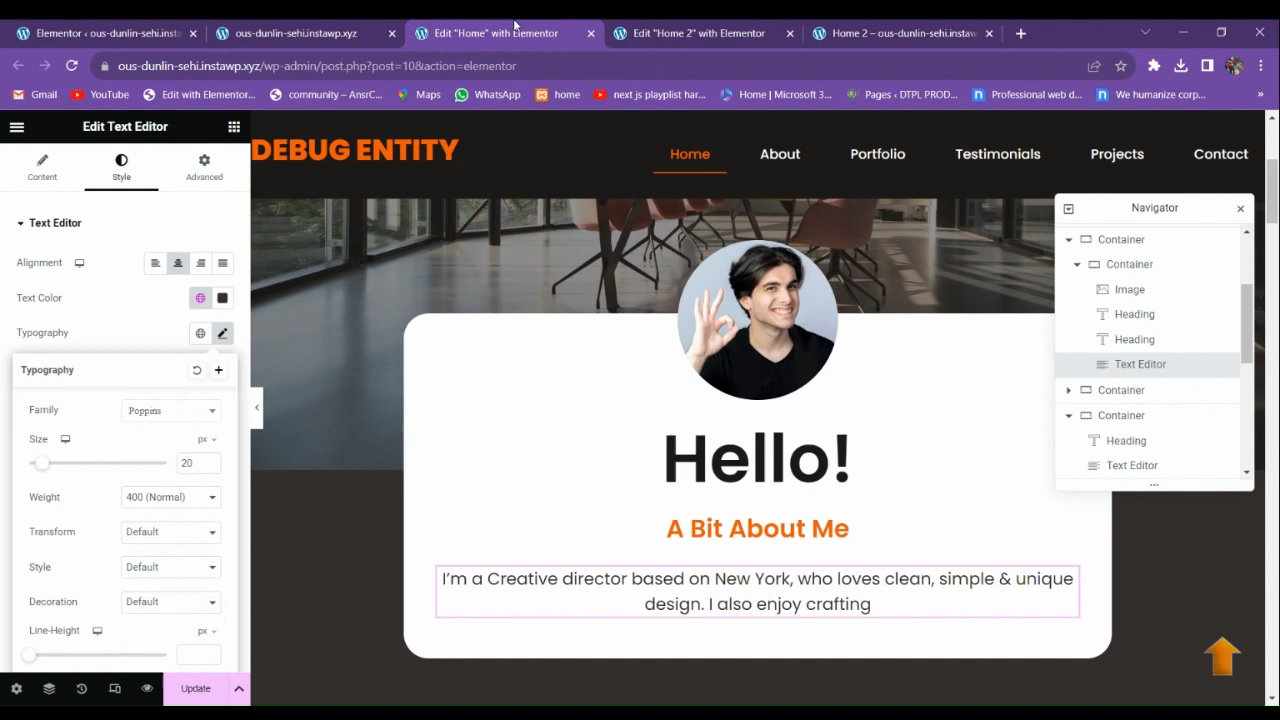 Elementor ‹ ous-dunlin-sehi.insta
ous-dunlin-sehi.instawp.xyz
Edit "Home" with Elementor
Edit "Home 2" with Elementor
Home 2 – ous-dunlin-sehi.instaw
ous-dunlin-sehi.instawp.xyz/wp-admin/post.php?post=10&action=elementor
Gmail
YouTube
Edit with Elementor...
community – AnsrC...
Maps
WhatsApp
home
next js playlist har...
Home | Microsoft 3...
Pages ‹ DTPL PROD...
Professional web d...
We humanize corp...
»
Edit Text Editor
Content
Style
Advanced
Text Editor
Alignment
Text Color
Typography
Typography
Family
Poppins
Size
px
20
Weight
400 (Normal)
Transform
Default
Style
Default
Decoration
Default
Line-Height
px
Update
DEBUG ENTITY
Home
About
Portfolio
Testimonials
Projects
Contact
Hello!
A Bit About Me
I’m a Creative director based on New York, who loves clean, simple & unique
design. I also enjoy crafting
Navigator
Container
Container
Image
Heading
Heading
Text Editor
Container
Container
Heading
Text Editor
...